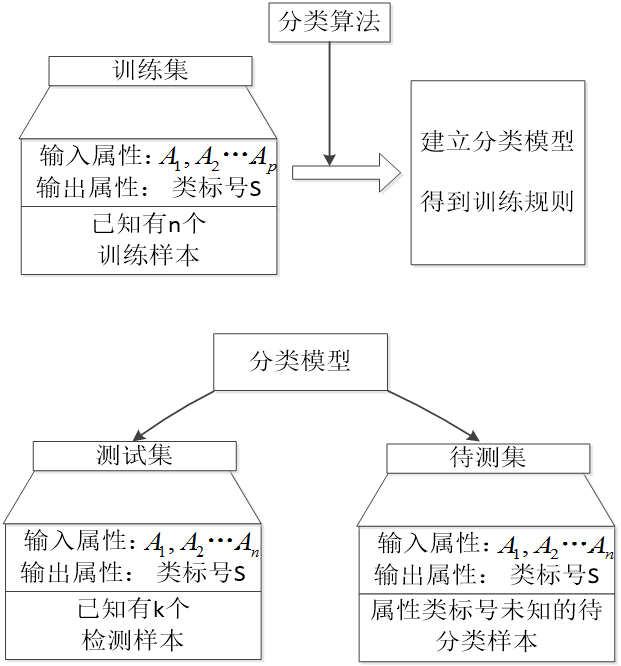 分类算法
训练集
输入属性：A1, A2 ⋯Ap
输出属性： 类标号S
已知有n个
训练样本
建立分类模型
得到训练规则
分类模型
测试集
输入属性：A1, A2 ⋯An
输出属性： 类标号S
已知有k个
检测样本
待测集
输入属性：A1, A2 ⋯An
输出属性： 类标号S
属性类标号未知的待
分类样本